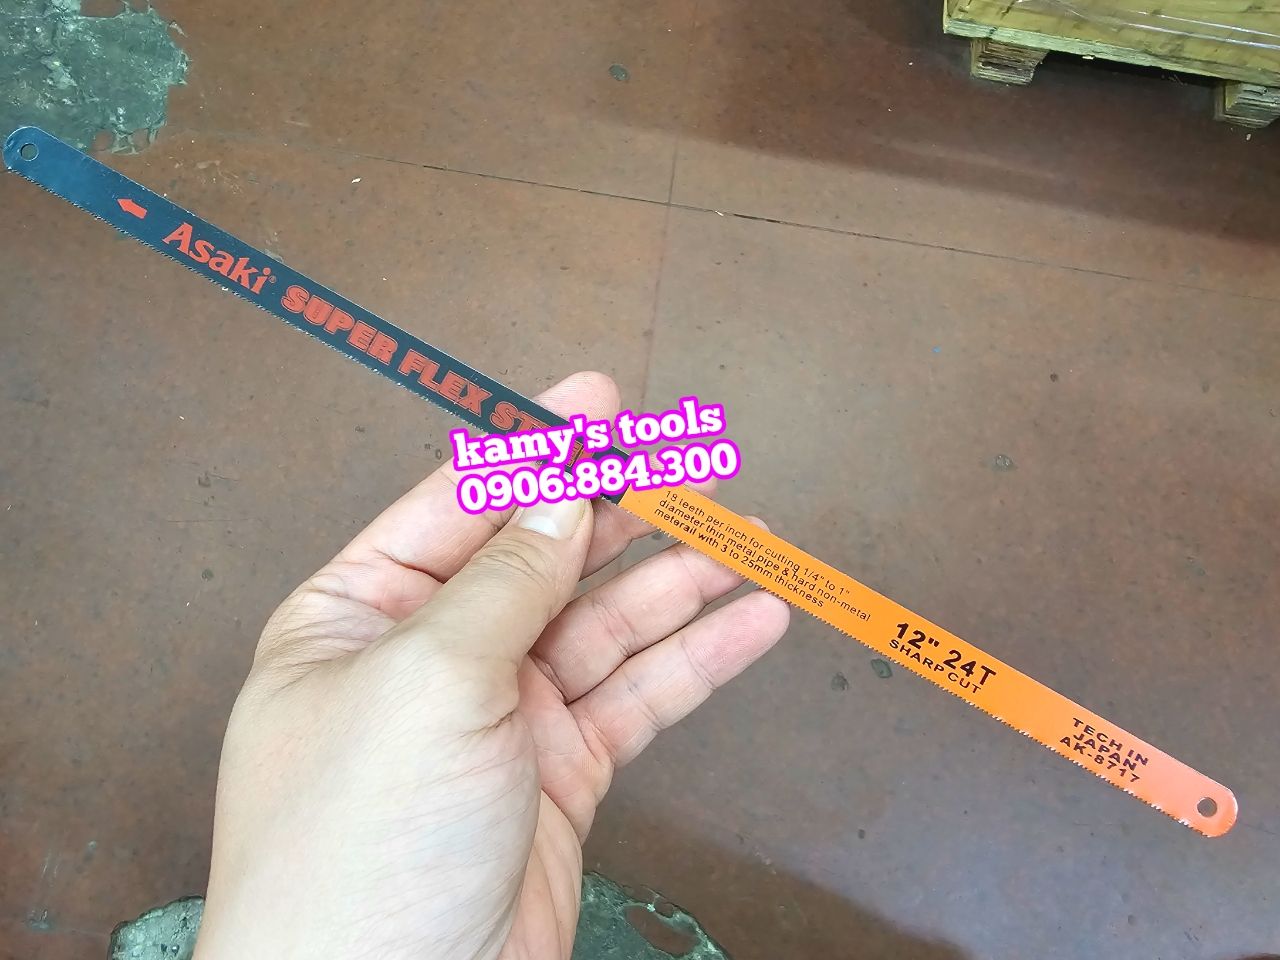 Asaki® SUPER FLEX
kamy's tools
0906.884.300
18 leeth per inch for cutting 1/4" to 1"
diameter thin metal pipe & hard non-metal
meterail with 3 to 25mm thickness
12" 24T
SHARP CUT
TECH IN
JAPAN
AK-8717